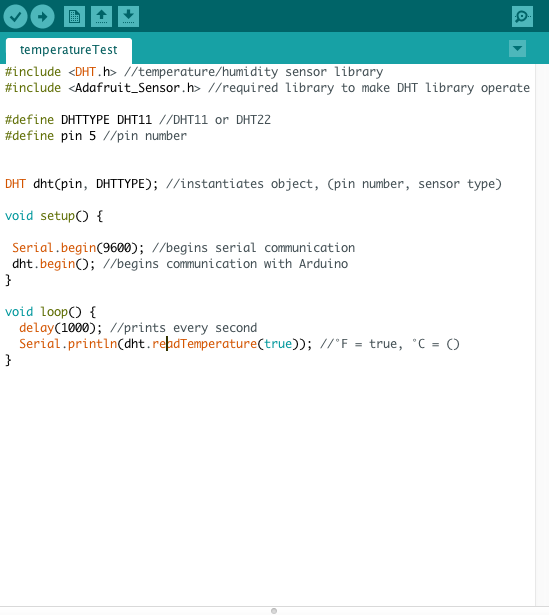 temperatureTest
#include <DHT.h> //temperature/humidity sensor library
#include <Adafruit_Sensor.h> //required library to make DHT library operate
#define DHTTYPE DHT11 //DHT11 or DHT22
#define pin 5 //pin number
DHT dht(pin, DHTTYPE); //instantiates object, (pin number, sensor type)
void setup() {
Serial.begin(9600); //begins serial communication
dht.begin(); //begins communication with Arduino
}
void loop() {
delay(1000); //prints every second
Serial.println(dht.readTemperature(true)); //°F = true, °C = ()
}